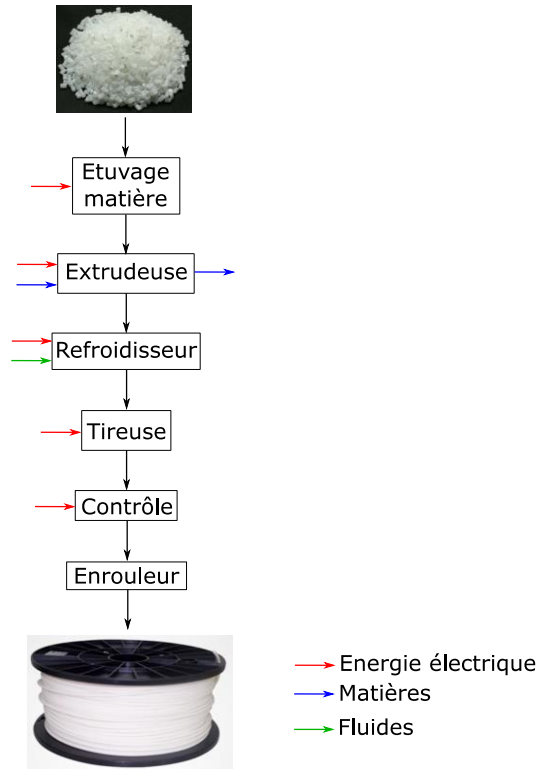 Etuvage
matière
Extrudeuse
Refroidisseur
Tireuse
Contrôle
Enrouleur
Energie électrique
Matières
Fluides